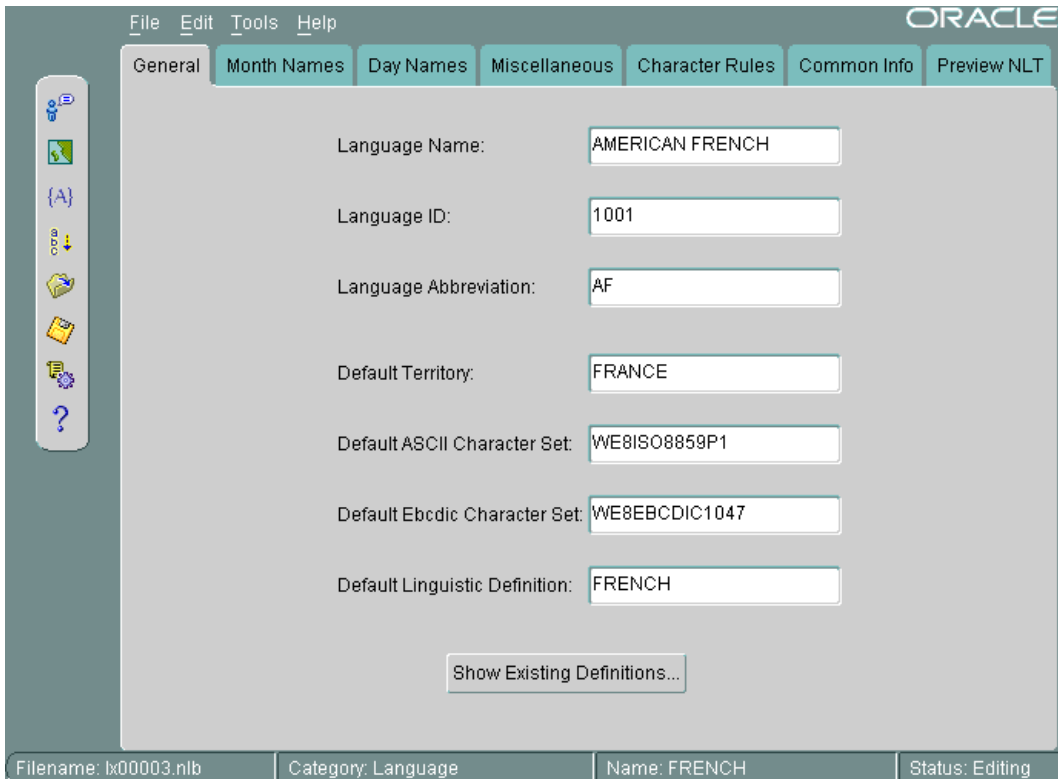 File Edit Tools Help
ORACLE
General Month Names Day Names Miscellaneous Character Rules Common Info Preview NLT
{A}
a
b
c
?
Language Name: AMERICAN FRENCH
Language ID: 1001
Language Abbreviation: AF
Default Territory: FRANCE
Default ASCII Character Set: WE8ISO8859P1
Default Ebcdic Character Set: WE8EBCDIC1047
Default Linguistic Definition: FRENCH
Show Existing Definitions...
Filename: lx00003.nlb Category: Language Name: FRENCH Status: Editing